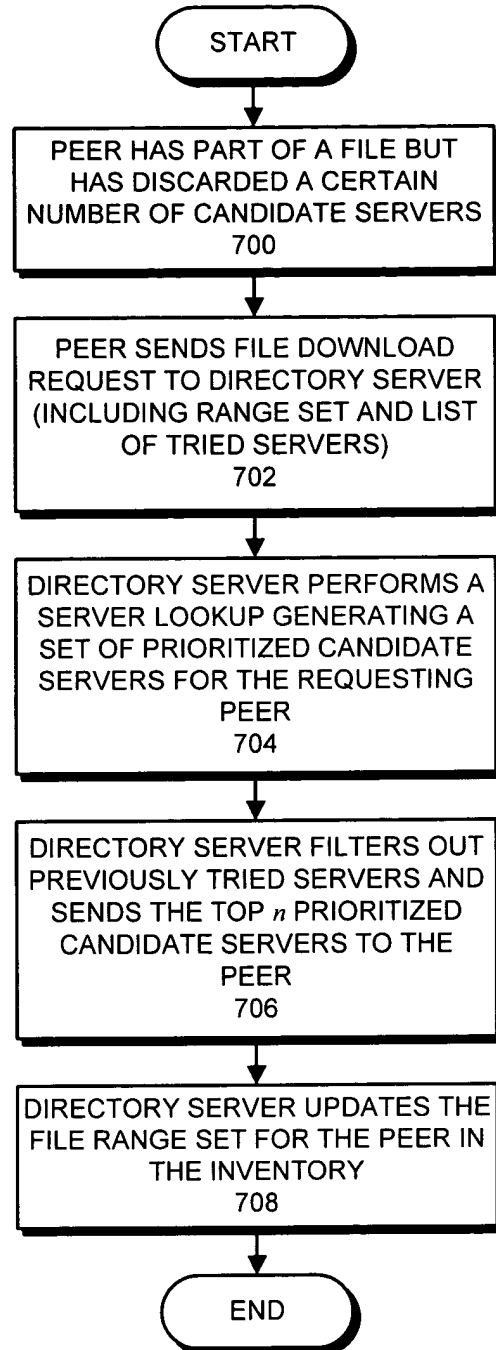 START
PEER HAS PART OF A FILE BUT
HAS DISCARDED A CERTAIN
NUMBER OF CANDIDATE SERVERS
700
PEER SENDS FILE DOWNLOAD
REQUEST TO DIRECTORY SERVER
(INCLUDING RANGE SET AND LIST
OF TRIED SERVERS)
702
DIRECTORY SERVER PERFORMS A
SERVER LOOKUP GENERATING A
SET OF PRIORITIZED CANDIDATE
SERVERS FOR THE REQUESTING
PEER
704
DIRECTORY SERVER FILTERS OUT
PREVIOUSLY TRIED SERVERS AND
SENDS THE TOP n PRIORITIZED
CANDIDATE SERVERS TO THE
PEER
706
DIRECTORY SERVER UPDATES THE
FILE RANGE SET FOR THE PEER IN
THE INVENTORY
708
END